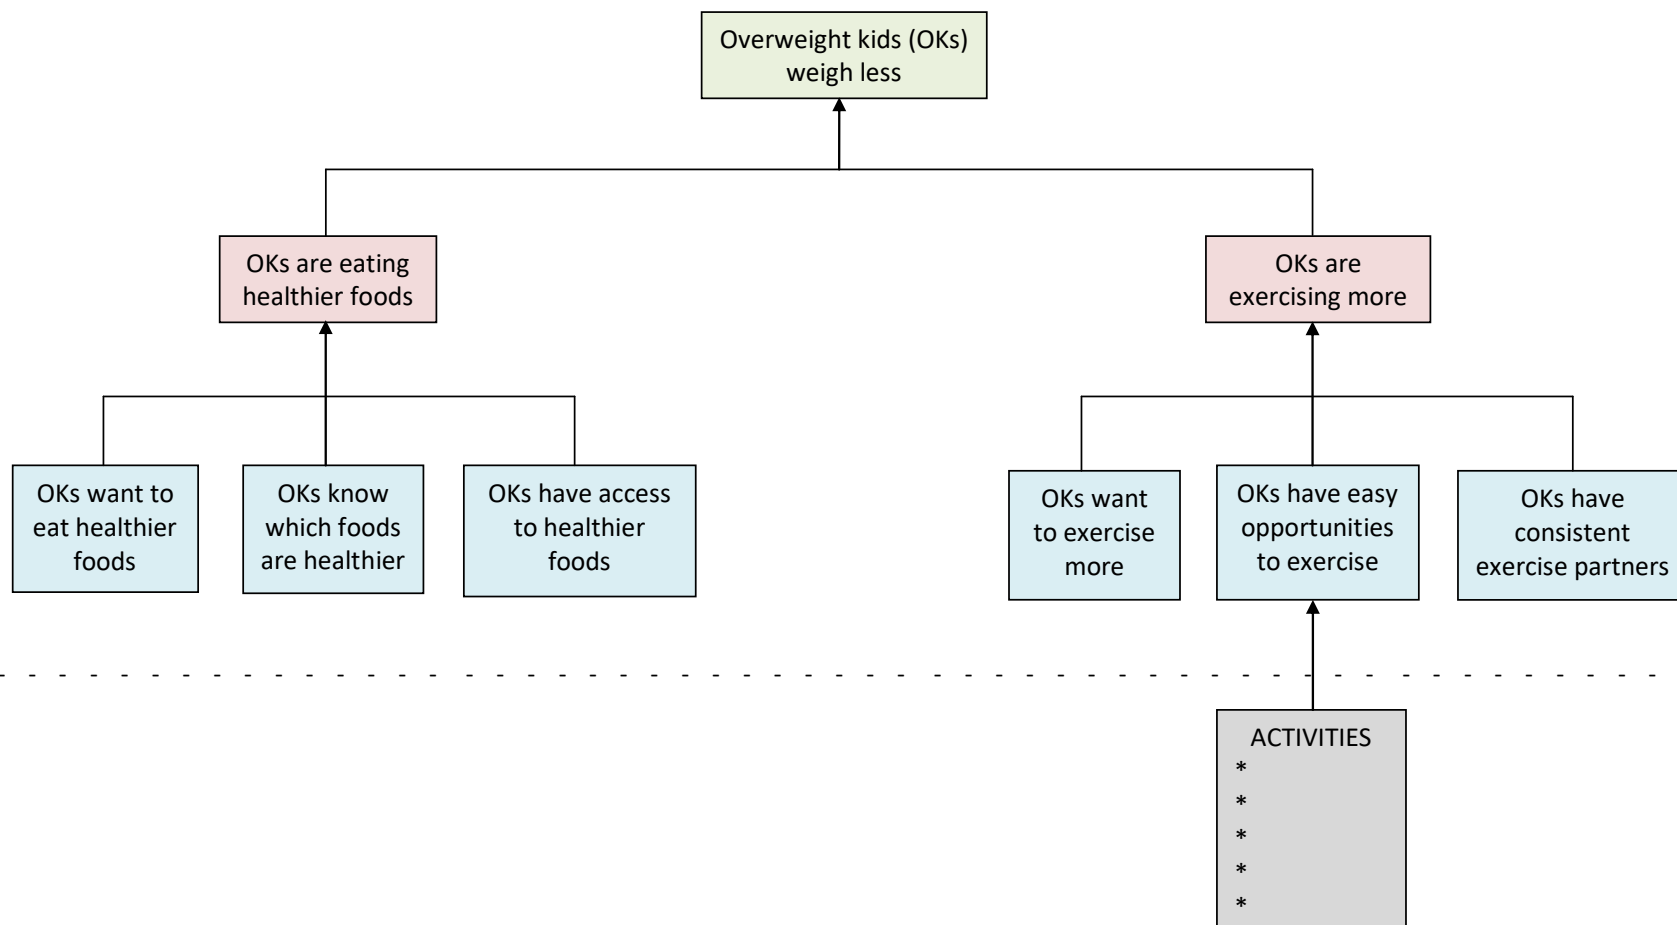 Overweight kids (OKs)
weigh less
OKs are eating
healthier foods
OKs are
exercising more
OKs want to
eat healthier
foods
OKs know
which foods
are healthier
OKs have access
to healthier
foods
OKs want
to exercise
more
OKs have easy
opportunities
to exercise
OKs have
consistent
exercise partners
ACTIVITIES
*
*
*
*
*